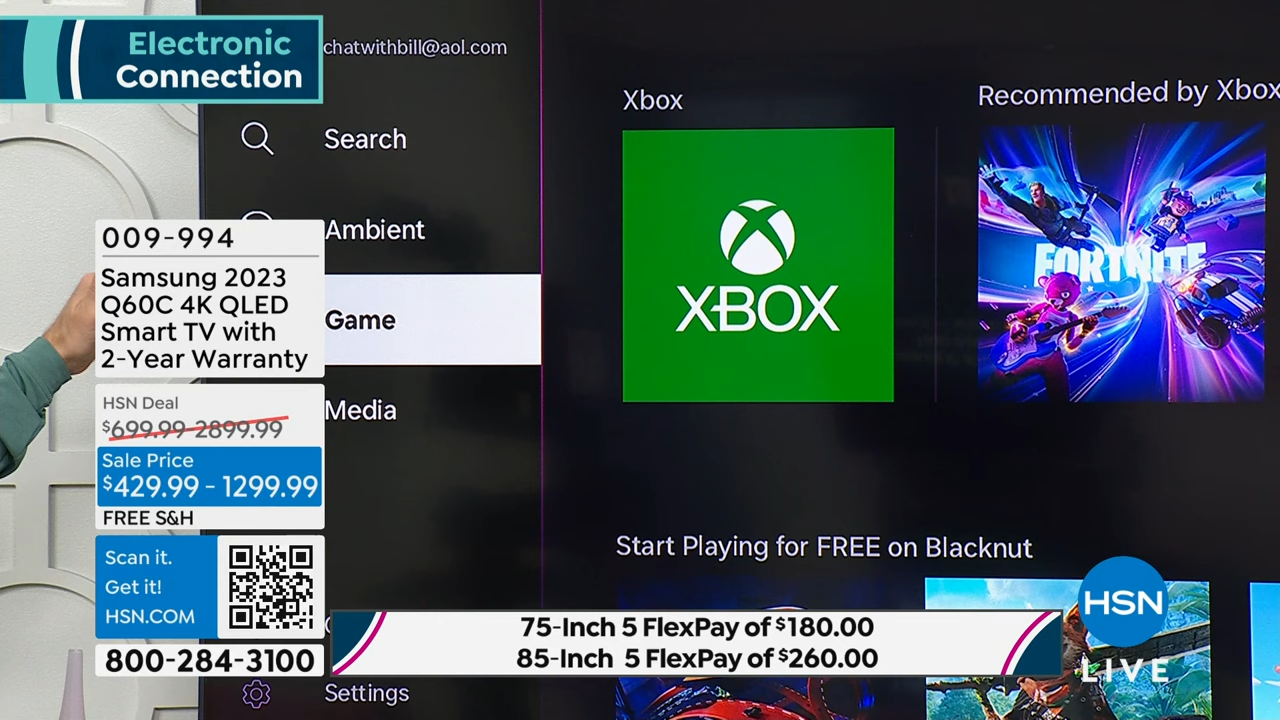 Electronic
Connection
chatwithbill@aol.com
Search
Ambient
Game
Media
Settings
Xbox
XBOX
Recommended by Xbox
FORTNITE
Start Playing for FREE on Blacknut
009-994
Samsung 2023
Q60C 4K QLED
Smart TV with
2-Year Warranty
HSN Deal
$699.99-2899.99
Sale Price
$429.99 - 1299.99
FREE S&H
Scan it.
Get it!
HSN.COM
800-284-3100
75-Inch 5 FlexPay of $180.00
85-Inch 5 FlexPay of $260.00
HSN
LIVE